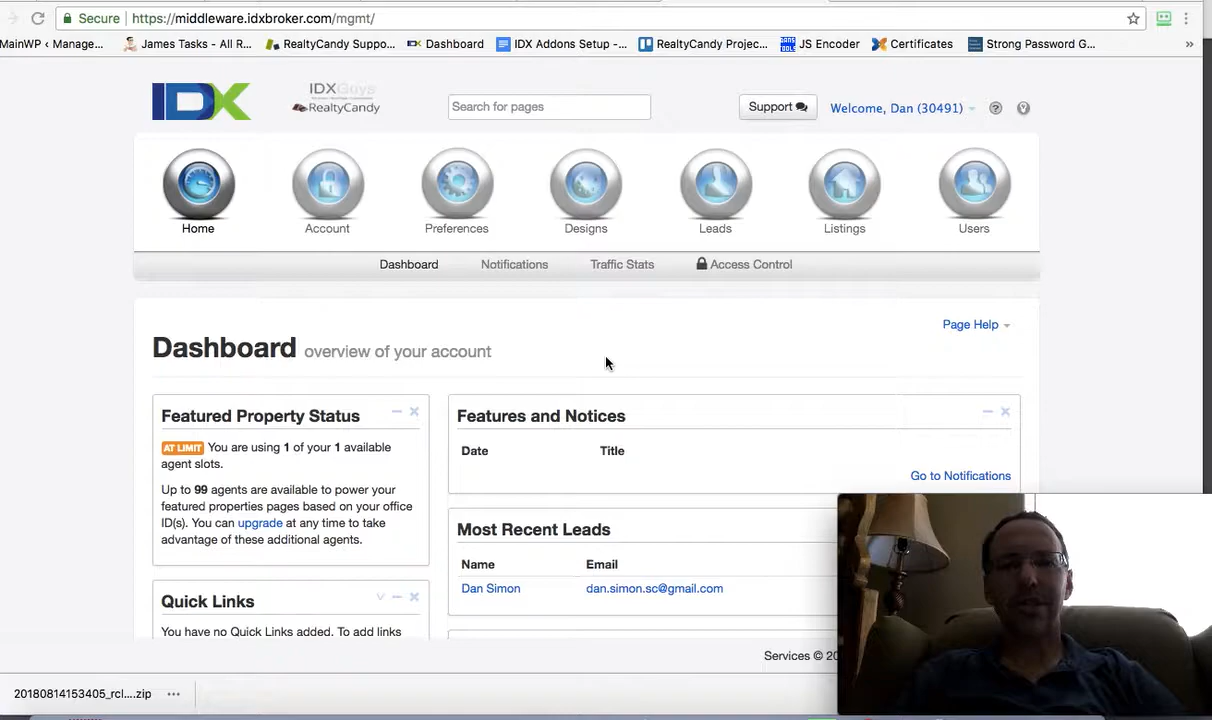 Secure https://middleware.idxbroker.com/mgmt/
MainWP ‹ Manage... James Tasks - All R... RealtyCandy Suppo... Dashboard IDX Addons Setup -... RealtyCandy Projec... JS Encoder Certificates Strong Password G... »
IDX IDXGuys
RealtyCandy
Search for pages
Support
Welcome, Dan (30491)
Home Account Preferences Designs Leads Listings Users
Dashboard Notifications Traffic Stats Access Control
Page Help
Dashboard overview of your account
Featured Property Status
AT LIMIT You are using 1 of your 1 available
agent slots.
Up to 99 agents are available to power your
featured properties pages based on your office
ID(s). You can upgrade at any time to take
advantage of these additional agents.
Quick Links
You have no Quick Links added. To add links
Features and Notices
Date Title
Go to Notifications
Most Recent Leads
Name Email
Dan Simon dan.simon.sc@gmail.com
Services © 20
20180814153405_rcl....zip